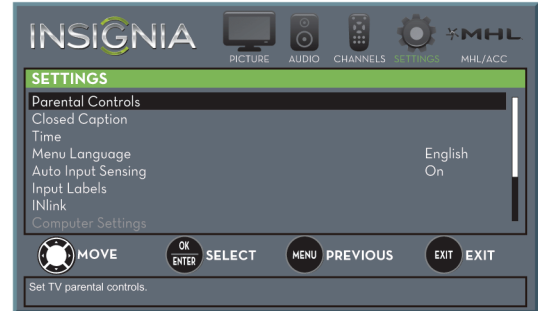 INSIGNIA
PICTURE AUDIO CHANNELS SETTINGS MHL MHL/ACC
SETTINGS
Parental Controls
Closed Caption
Time
Menu Language English
Auto Input Sensing On
Input Labels
INlink
Computer Settings
MOVE OK ENTER SELECT MENU PREVIOUS EXIT EXIT
Set TV parental controls.